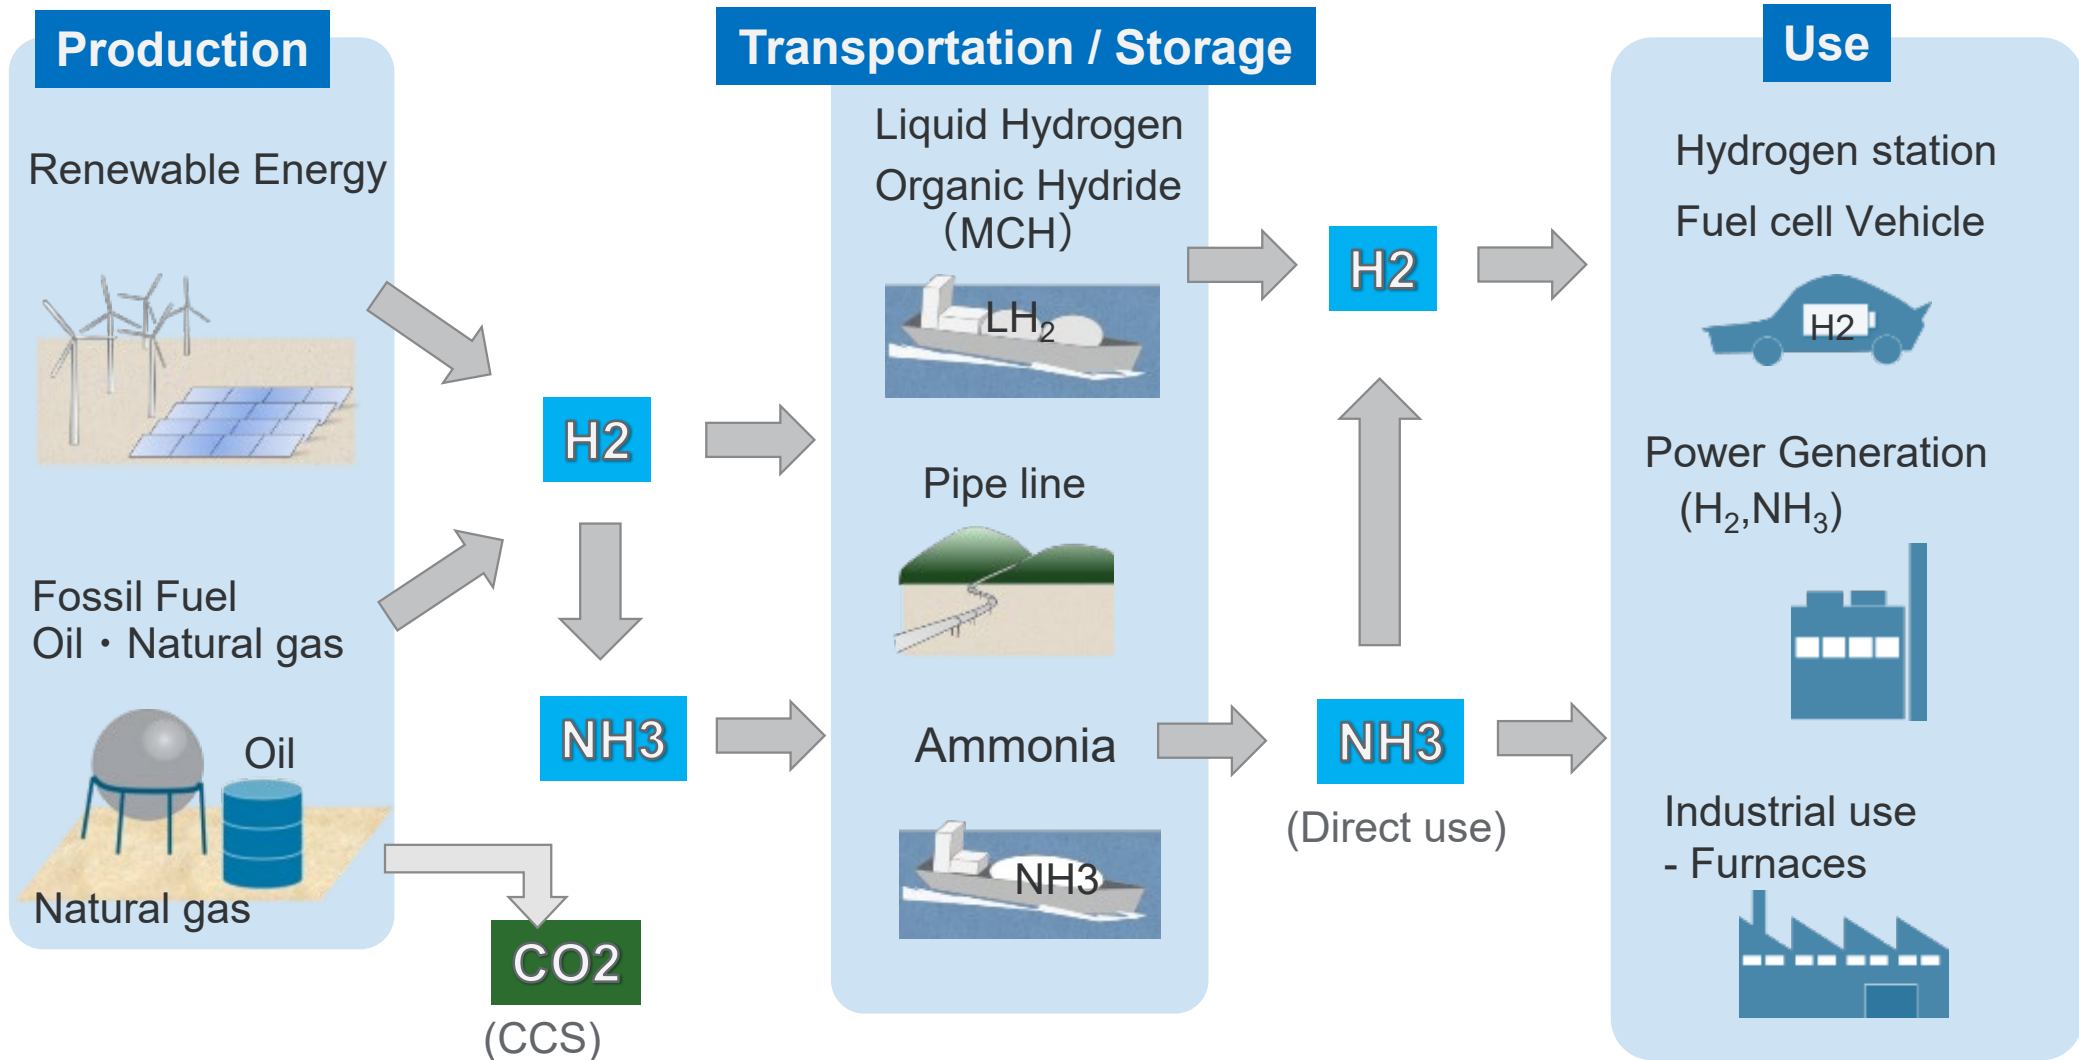 Production
Renewable Energy
Fossil Fuel
Oil・Natural gas
Oil
Natural gas
H2
NH3
CO2
(CCS)
Transportation / Storage
Liquid Hydrogen
Organic Hydride
（MCH）
LH2
Pipe line
Ammonia
NH3
H2
NH3
(Direct use)
Use
Hydrogen station
Fuel cell Vehicle
H2
Power Generation
(H2,NH3)
Industrial use
- Furnaces